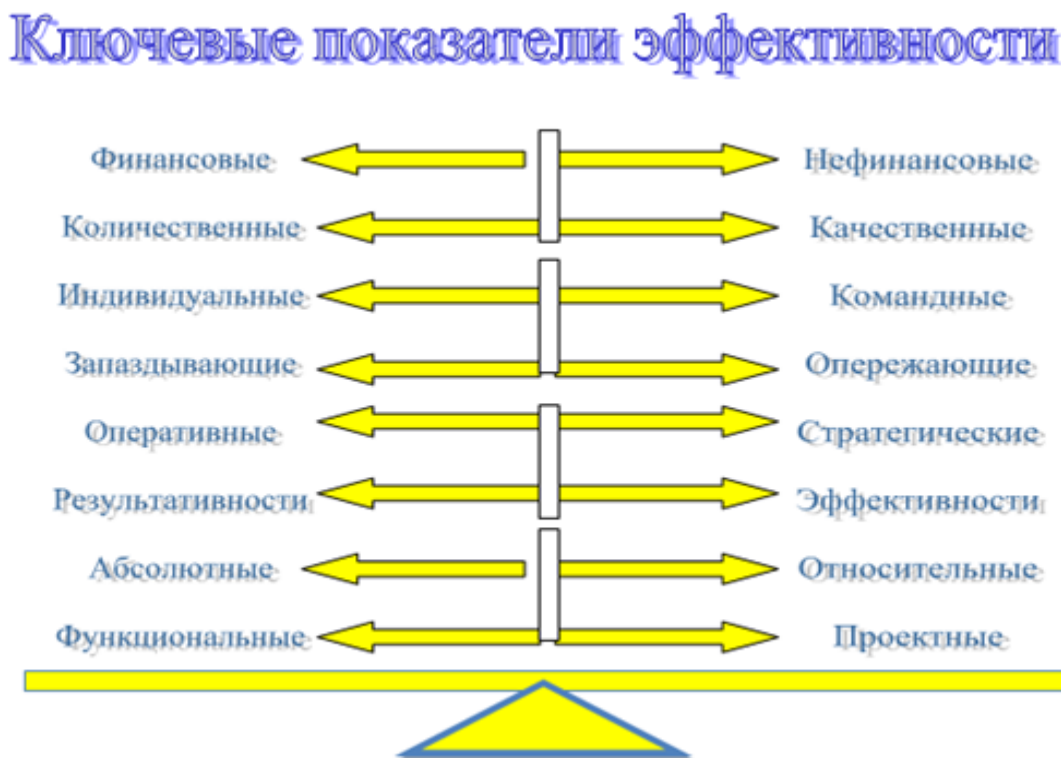 Ключевые показатели эффективности
Финансовые Нефинансовые
Количественные Качественные
Индивидуальные Командные
Запаздывающие Опережающие
Оперативные Стратегические
Результативности Эффективности
Абсолютные Относительные
Функциональные Проектные